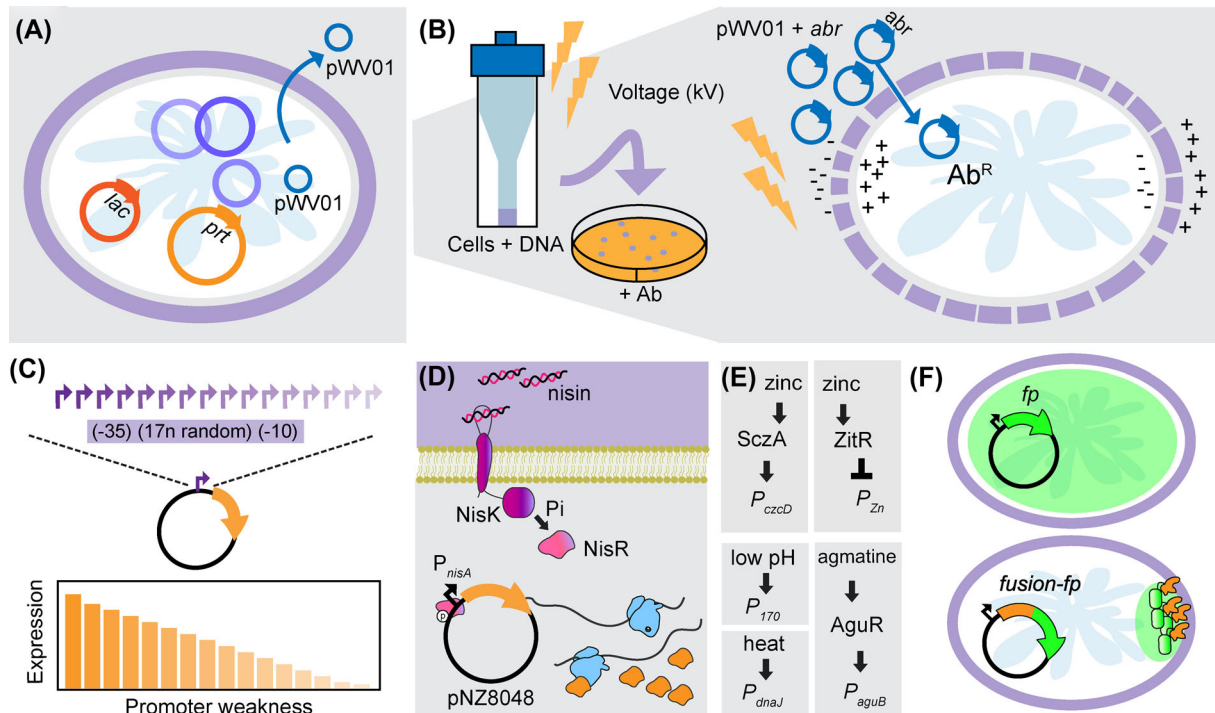 (A)
pWV01
pWV01
lac
prt
(B)
Voltage (kV)
Cells + DNA
+ Ab
pWV01 + abr
abr
Ab^R
- - - - - - -
+ + + + + + +
- - - - - - -
+ + + + + + + +
(C)
(-35) (17n random) (-10)
Expression
Promoter weakness
(D)
nisin
NisK
Pi
NisR
P_nisA
P
pNZ8048
(E)
zinc
SczA
P_czcD
zinc
ZitR
P_Zn
low pH
P_170
heat
P_dnaJ
agmatine
AguR
P_aguB
(F)
fp
fusion-fp